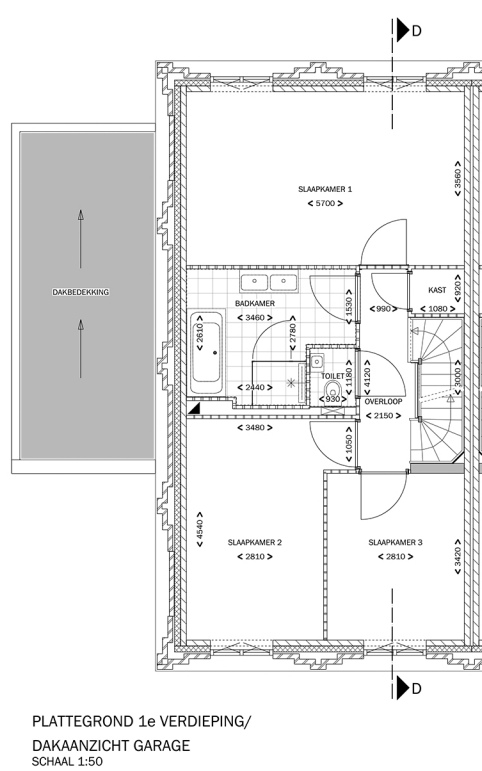 D
SLAAPKAMER 1
< 5700 >
< 3560 >
DAKBEDEKKING
BADKAMER
< 3460 >
< 2610 >
< 2780 >
< 1530 >
< 990 >
KAST
< 1080 >
< 920 >
TOILET
< 930 >
< 1180 >
< 4120 >
< 2440 >
OVERLOOP
< 2150 >
< 3000 >
< 3480 >
< 1050 >
< 4540 >
SLAAPKAMER 2
< 2810 >
SLAAPKAMER 3
< 2810 >
< 3420 >
D
PLATTEGROND 1e VERDIEPING/
DAKAANZICHT GARAGE
SCHAAL 1:50